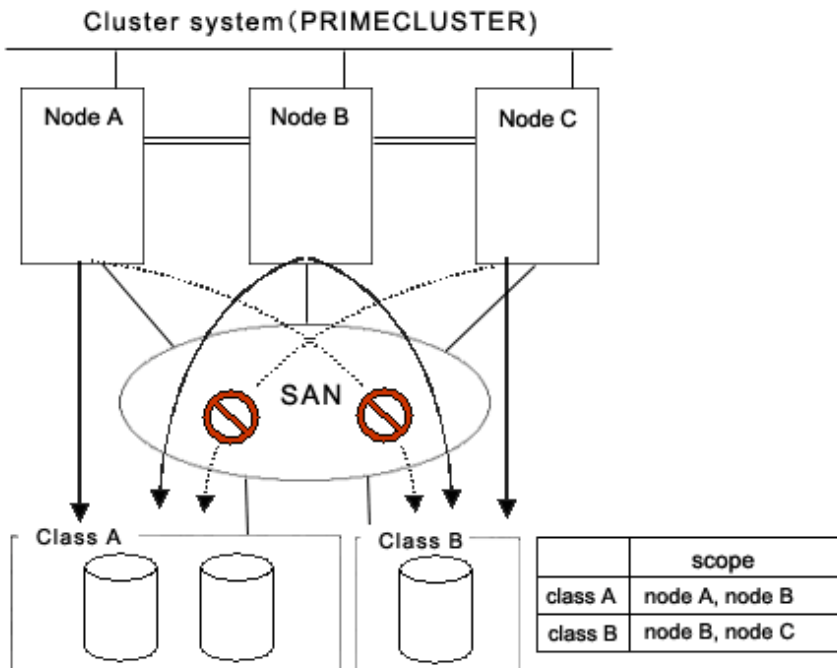 Cluster system(PRIMECLUSTER)
Node A
Node B
Node C
SAN
Class A
Class B
scope
class A node A, node B
class B node B, node C